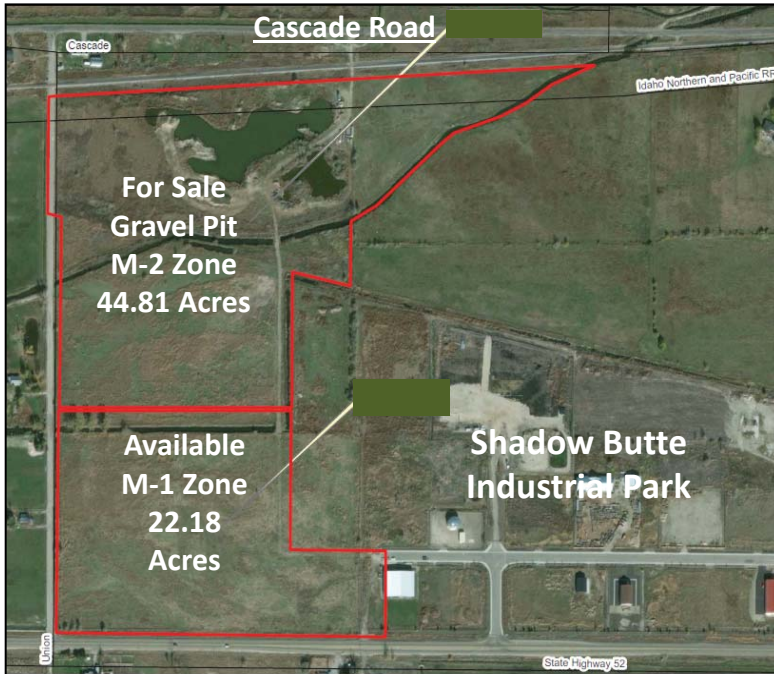 Cascade Road
Cascade
Idaho Northern and Pacific RR
For Sale
Gravel Pit
M-2 Zone
44.81 Acres
Available
M-1 Zone
22.18
Acres
Shadow Butte
Industrial Park
Union
State Highway 52